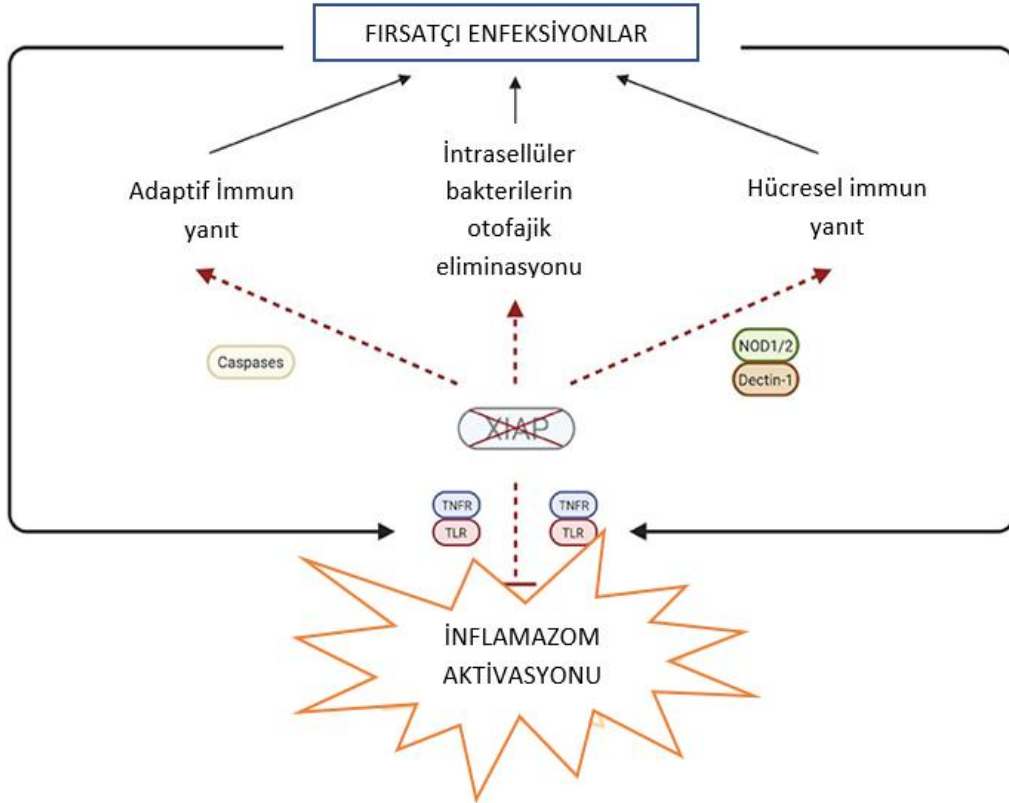 FIRSATÇI ENFEKSİYONLAR
Adaptif İmmun
yanıt
İntrasellüler
bakterilerin
otofajik
eliminasyonu
Hücresel immun
yanıt
Caspases
NOD1/2
Dectin-1
XIAP
TNFR
TLR
TNFR
TLR
İNFLAMAZOM
AKTİVASYONU